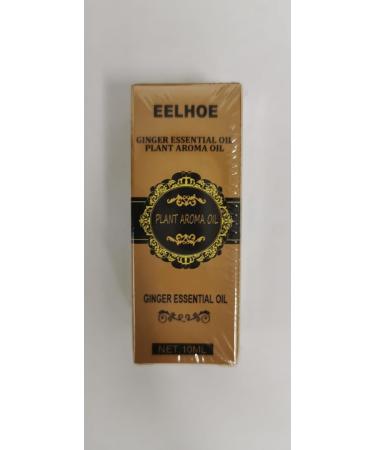 EELHOE
GINGER ESSENTIAL OIL
PLANT AROMA OIL
PLANT AROMA OIL
GINGER ESSENTIAL OIL
NET 10ML